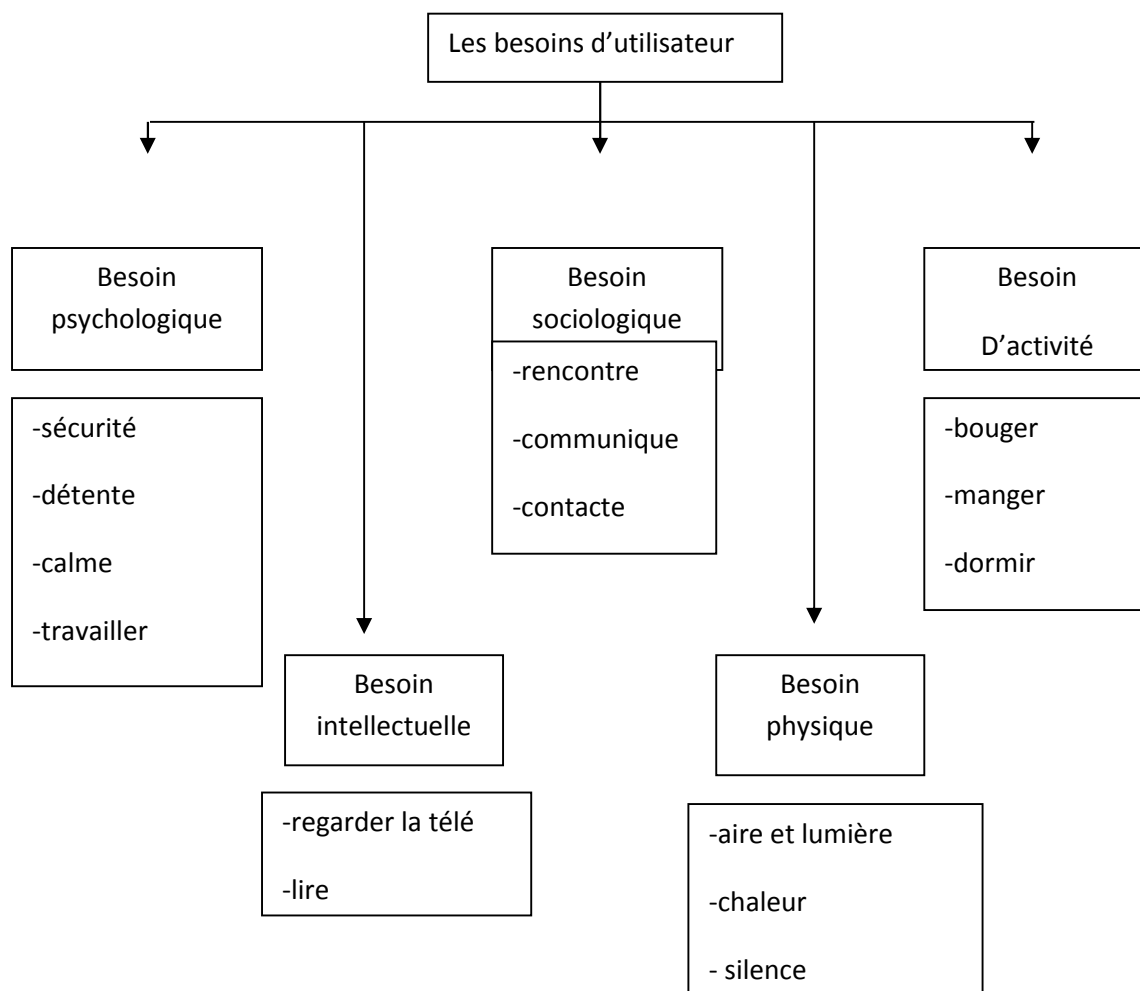 Les besoins d’utilisateur
Besoin
psychologique
-sécurité
-détente
-calme
-travailler
Besoin
intellectuelle
-regarder la télé
-lire
Besoin
sociologique
-rencontre
-communique
-contacte
Besoin
physique
-aire et lumière
-chaleur
- silence
Besoin
D’activité
-bouger
-manger
-dormir